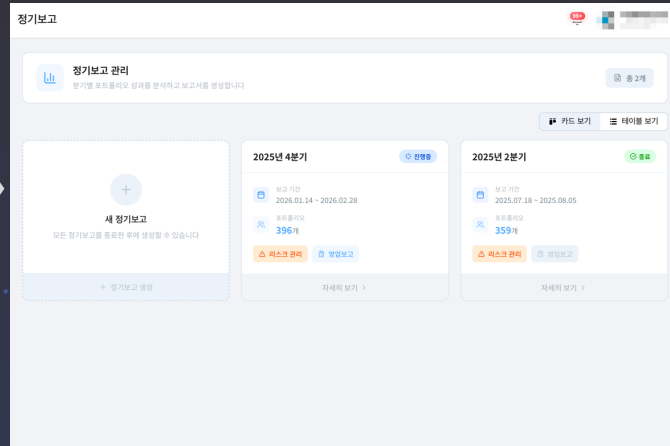 정기보고
99+
정기보고 관리
분기별 포트폴리오 성과를 분석하고 보고서를 생성합니다
총 2개
카드 보기
테이블 보기
새 정기보고
모든 정기보고를 종료한 후에 생성할 수 있습니다
+ 정기보고 생성
2025년 4분기
진행중
보고 기간
2026.01.14 ~ 2026.02.28
포트폴리오
396개
리스크 관리
영업보고
자세히 보기 >
2025년 2분기
종료
보고 기간
2025.07.18 ~ 2025.08.05
포트폴리오
359개
리스크 관리
영업보고
자세히 보기 >